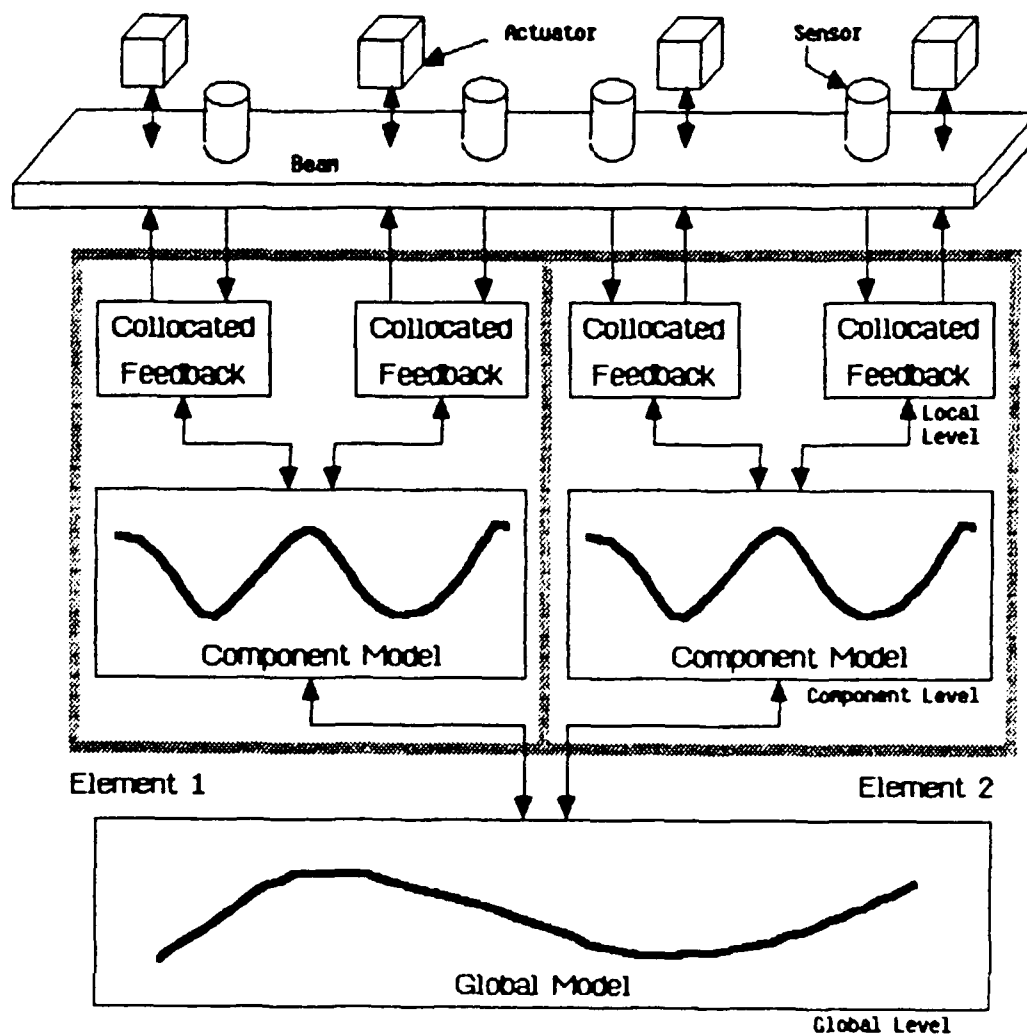 Actuator
Sensor
Beam
Collocated
Feedback
Collocated
Feedback
Collocated
Feedback
Collocated
Feedback
Local
Level
Component Model
Component Model
Component Level
Element 1
Element 2
Global Model
Global Level